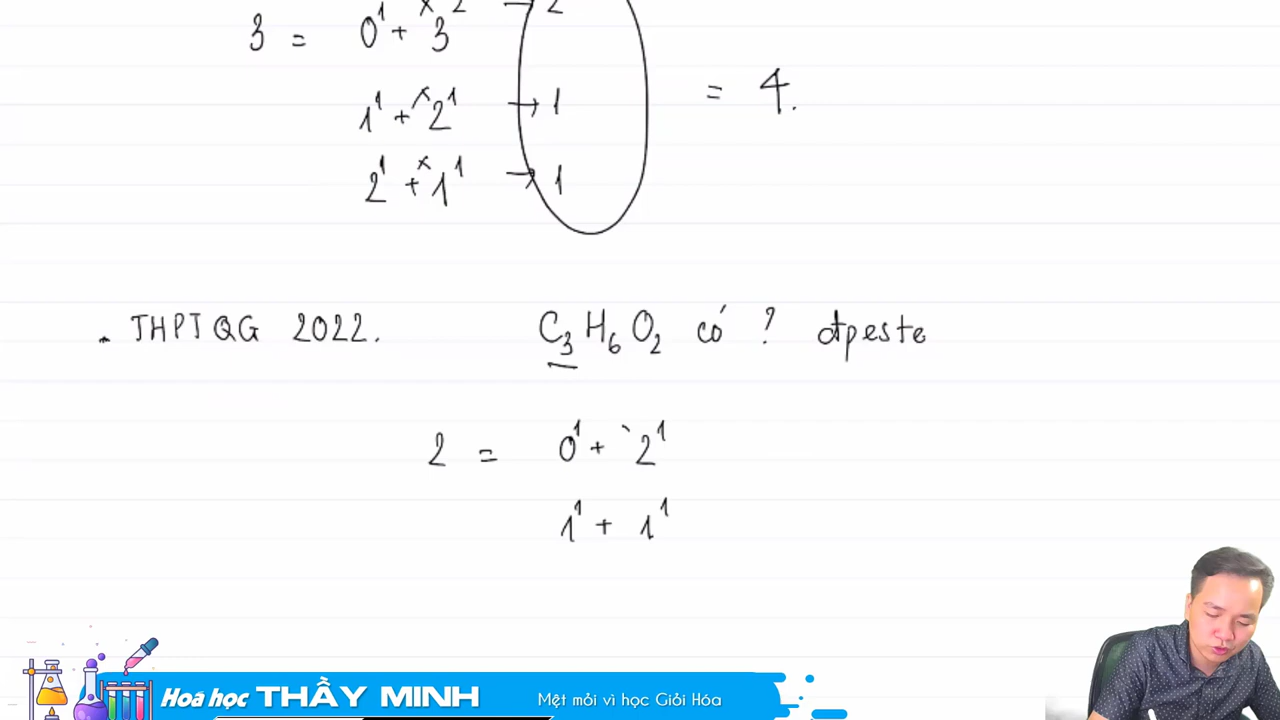 3 = 0¹ + 3² → 2
1¹ + 2¹ → 1
= 4.
2¹ + 1¹ → 1
. THPTQG 2022. C₃H₆O₂ có ? đpeste
2 = 0¹ + 2¹
1¹ + 1¹
Hoá học THẦY MINH Mệt mỏi vì học Giỏi Hóa